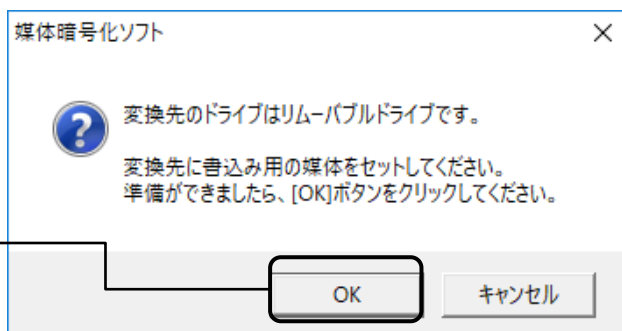 媒体暗号化ソフト
変換先のドライブはリムーバブルドライブです。
変換先に書込み用の媒体をセットしてください。
準備ができましたら、[OK]ボタンをクリックしてください。
OK
キャンセル